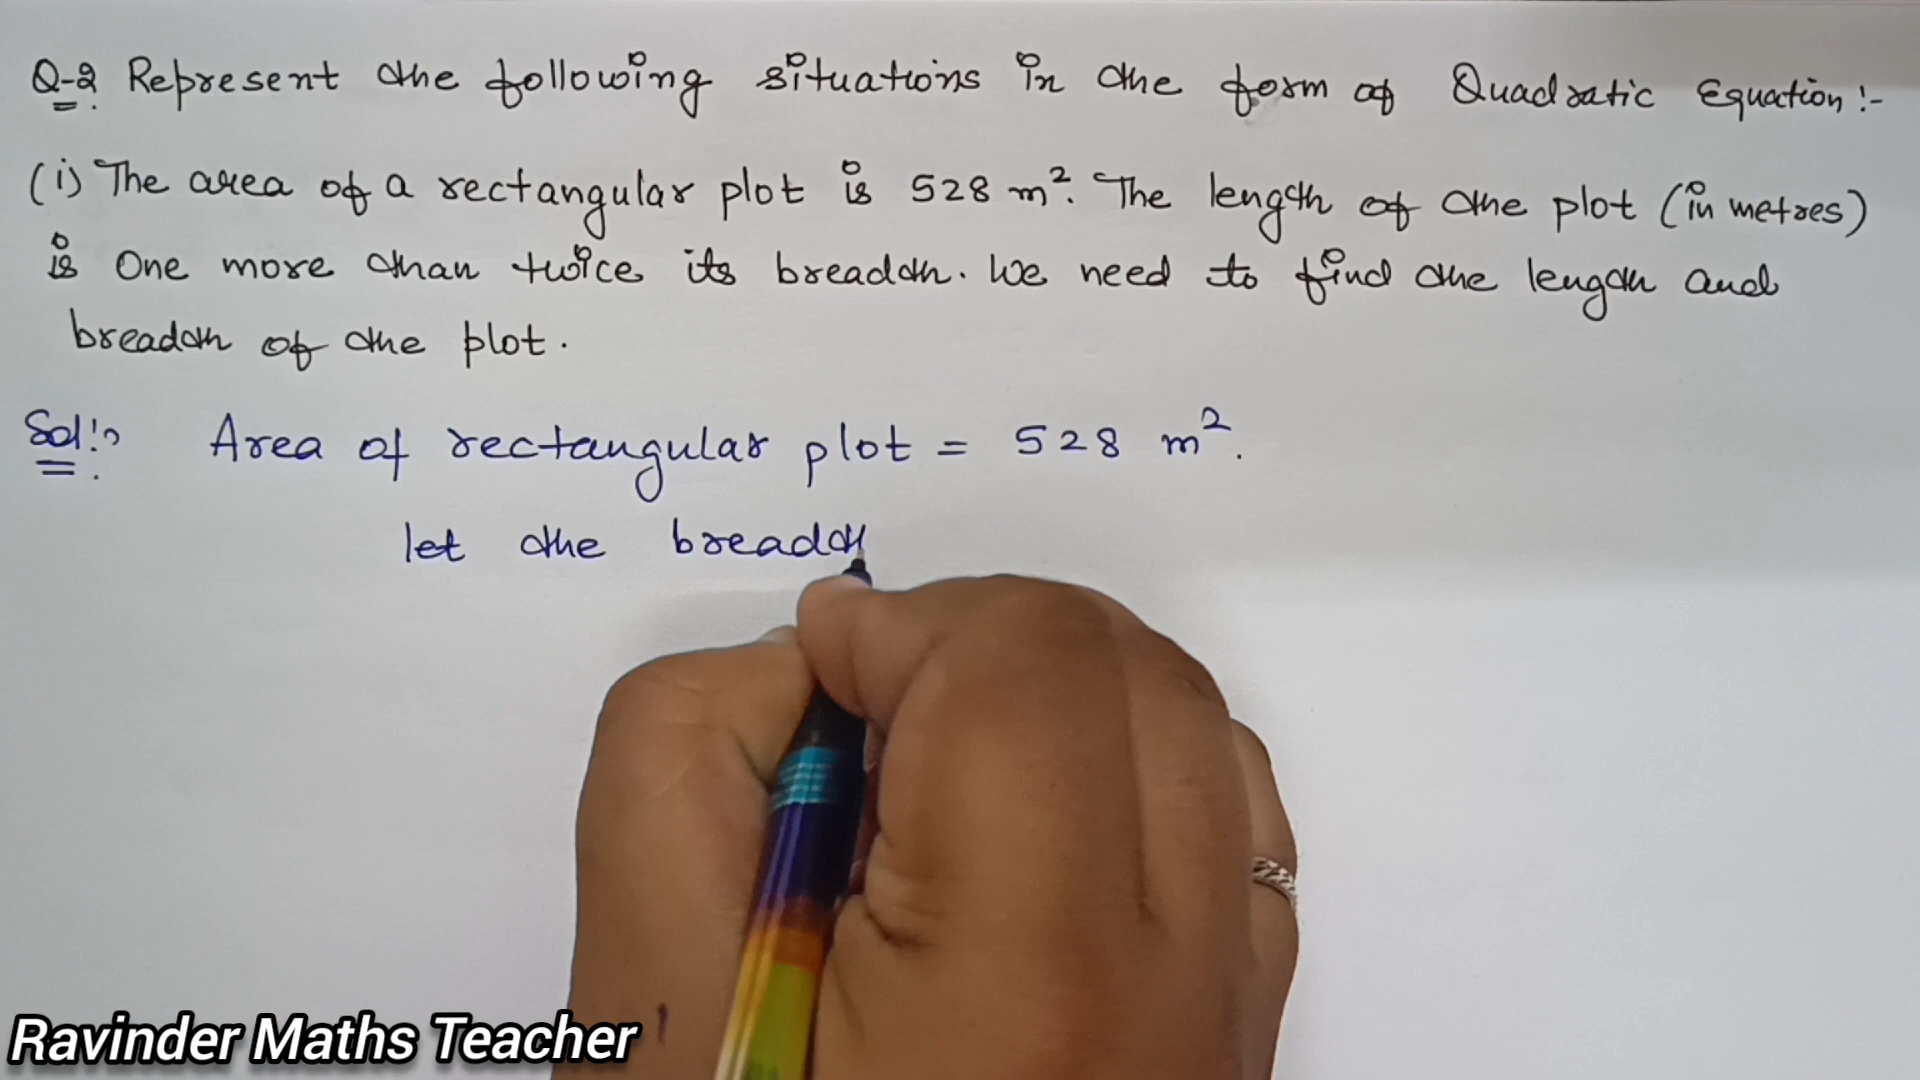 Q-2. Represent the following situations in the form of Quadratic Equation :-
(i) The area of a rectangular plot is 528 m². The length of the plot (in metres)
is One more than twice its breadth. We need to find the length and
breadth of the plot.
Sol:- Area of rectangular plot = 528 m².
let the breadth
Ravinder Maths Teacher